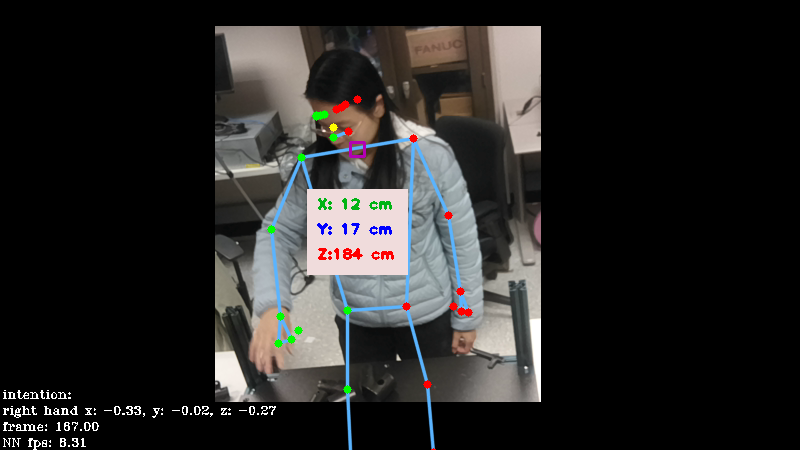 FANUC
X: 12 cm
Y: 17 cm
Z:184 cm
intention:
right hand x: -0.33, y: -0.02, z: -0.27
frame: 167.00
NN fps: 8.31